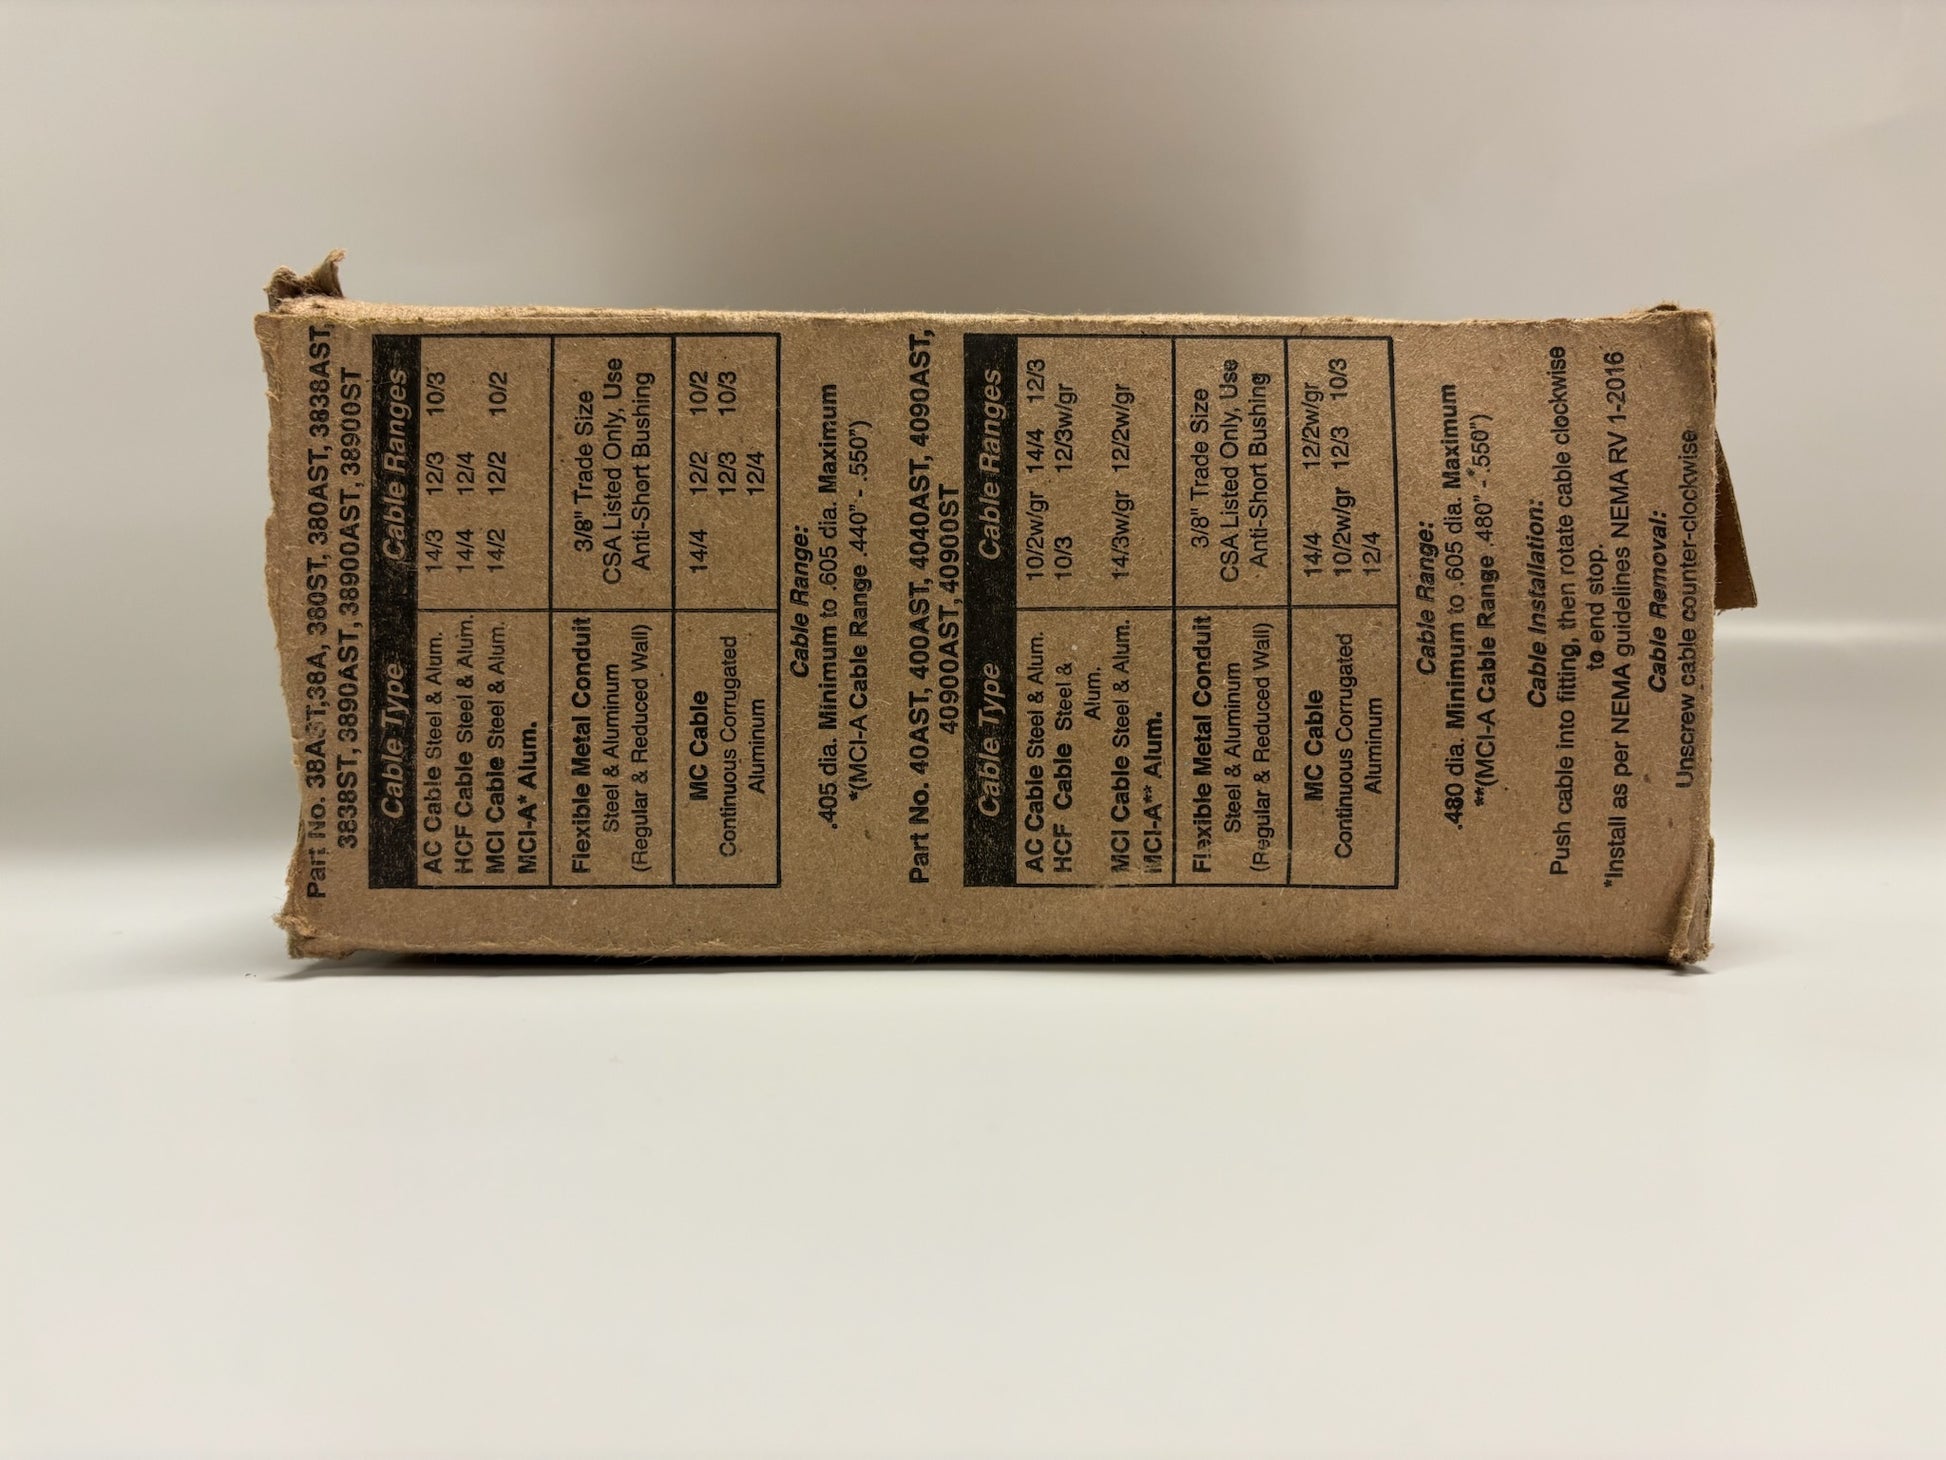 Part No. 38AST,38A, 380ST, 380AST, 3838AST,
3838ST, 3890AST, 38900AST, 38900ST
Cable Type Cable Ranges
AC Cable Steel & Alum. 14/3 12/3 10/3
HCF Cable Steel & Alum. 14/4 12/4
MCI Cable Steel & Alum. 14/2 12/2 10/2
MCI-A* Alum.
Flexible Metal Conduit 3/8" Trade Size
Steel & Aluminum CSA Listed Only, Use
(Regular & Reduced Wall) Anti-Short Bushing
MC Cable 14/4 12/2 10/2
Continuous Corrugated 12/3 10/3
Aluminum 12/4
Cable Range:
.405 dia. Minimum to .605 dia. Maximum
*(MCI-A Cable Range .440"- .550")
Part No. 40AST, 400AST, 4040AST, 4090AST,
40900AST, 40900ST
Cable Type Cable Ranges
AC Cable Steel & Alum. 10/2w/gr 14/4 12/3
HCF Cable Steel & 10/3 12/3w/gr
Alum.
MCI Cable Steel & Alum. 14/3w/gr 12/2w/gr
MCI-A** Alum.
Flexible Metal Conduit 3/8" Trade Size
Steel & Aluminum CSA Listed Only, Use
(Regular & Reduced Wall) Anti-Short Bushing
MC Cable 14/4 12/2w/gr
Continuous Corrugated 10/2w/gr 12/3 10/3
Aluminum 12/4
Cable Range:
.480 dia. Minimum to .605 dia. Maximum
**(MCI-A Cable Range .480" - .550")
Cable Installation:
Push cable into fitting, then rotate cable clockwise
to end stop.
*Install as per NEMA guidelines NEMA RV 1-2016
Cable Removal:
Unscrew cable counter-clockwise